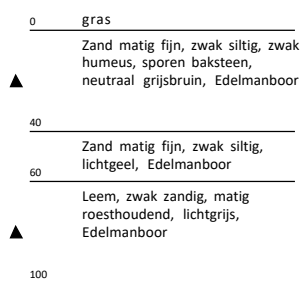 0 gras
Zand matig fijn, zwak siltig, zwak
humeus, sporen baksteen,
neutraal grijsbruin, Edelmanboor
40
Zand matig fijn, zwak siltig,
lichtgeel, Edelmanboor
60
Leem, zwak zandig, matig
roesthoudend, lichtgrijs,
Edelmanboor
100